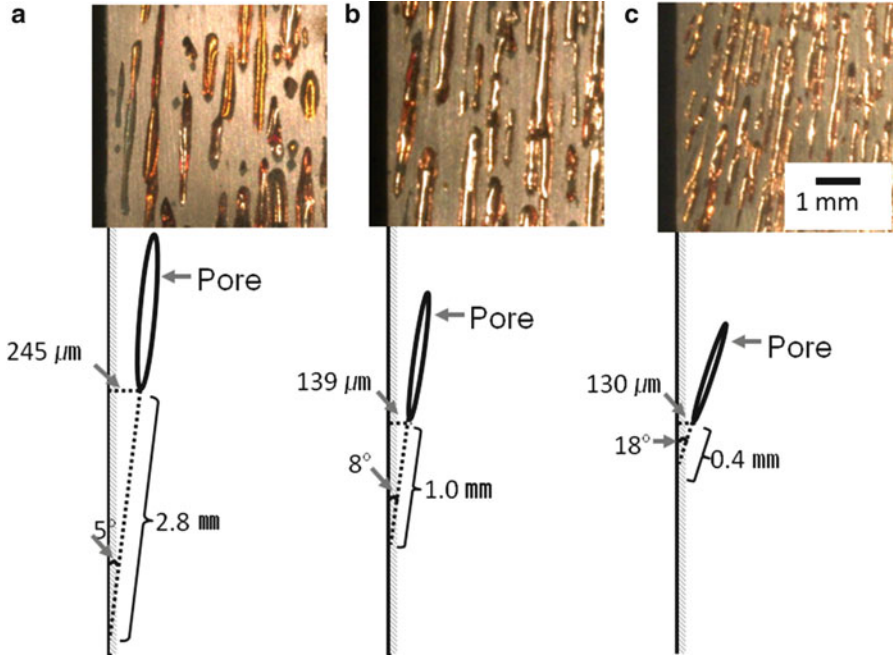 a
b
c
1 mm
Pore
245 μm
5°
2.8 mm
Pore
139 μm
8°
1.0 mm
Pore
130 μm
18°
0.4 mm